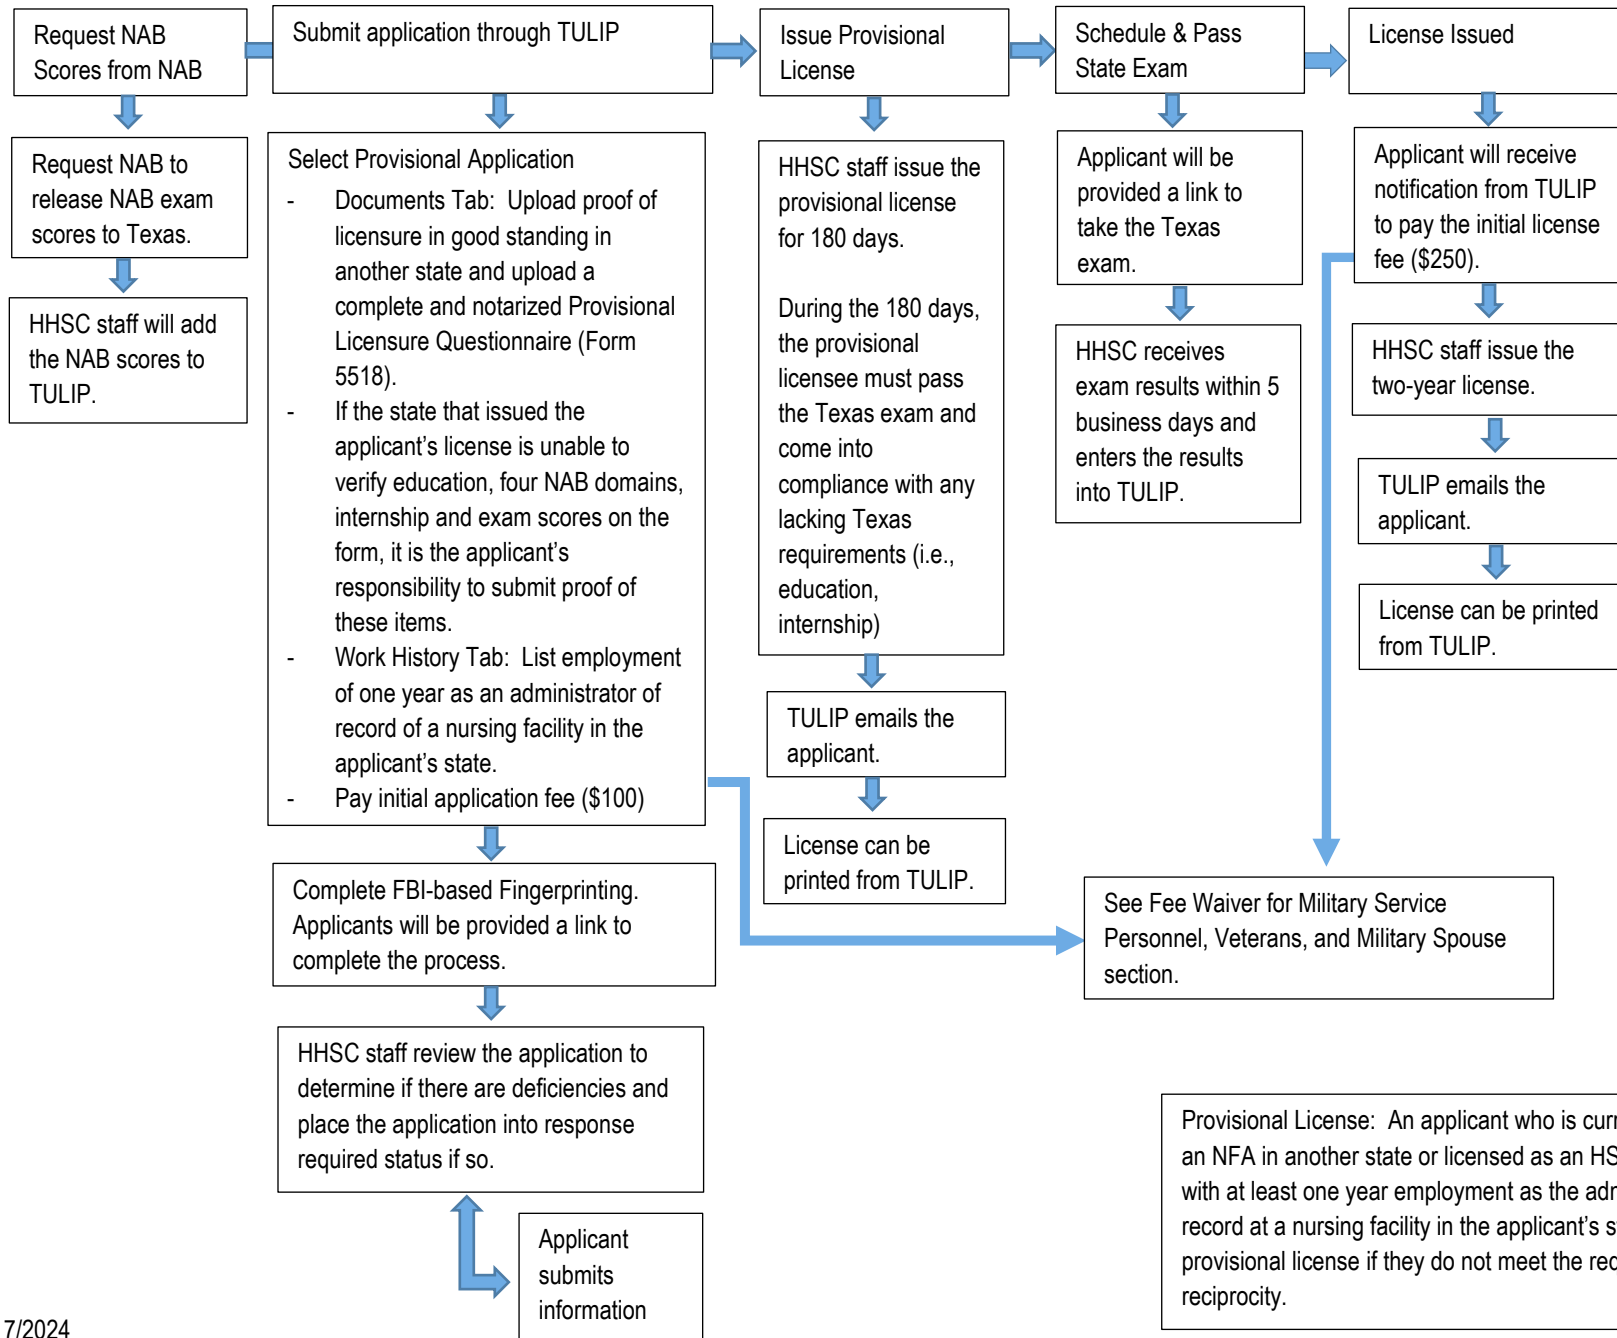 Request NAB
Scores from NAB
Submit application through TULIP
Issue Provisional
License
Schedule & Pass
State Exam
License Issued
Request NAB to
release NAB exam
scores to Texas.
HHSC staff will add
the NAB scores to
TULIP.
Select Provisional Application
- Documents Tab: Upload proof of
licensure in good standing in
another state and upload a
complete and notarized Provisional
Licensure Questionnaire (Form
5518).
- If the state that issued the
applicant's license is unable to
verify education, four NAB domains,
internship and exam scores on the
form, it is the applicant's
responsibility to submit proof of
these items.
- Work History Tab: List employment
of one year as an administrator of
record of a nursing facility in the
applicant's state.
- Pay initial application fee ($100)
Complete FBI-based Fingerprinting.
Applicants will be provided a link to
complete the process.
HHSC staff review the application to
determine if there are deficiencies and
place the application into response
required status if so.
Applicant
submits
information
HHSC staff issue the
provisional license
for 180 days.
During the 180 days,
the provisional
licensee must pass
the Texas exam and
come into
compliance with any
lacking Texas
requirements (i.e.,
education,
internship)
TULIP emails the
applicant.
License can be
printed from TULIP.
Applicant will be
provided a link to
take the Texas
exam.
HHSC receives
exam results within 5
business days and
enters the results
into TULIP.
Applicant will receive
notification from TULIP
to pay the initial license
fee ($250).
HHSC staff issue the
two-year license.
TULIP emails the
applicant.
License can be printed
from TULIP.
See Fee Waiver for Military Service
Personnel, Veterans, and Military Spouse
section.
Provisional License: An applicant who is
an NFA in another state or licensed as an
with at least one year employment as the
record at a nursing facility in the applicant's
provisional license if they do not meet the
reciprocity.
7/2024